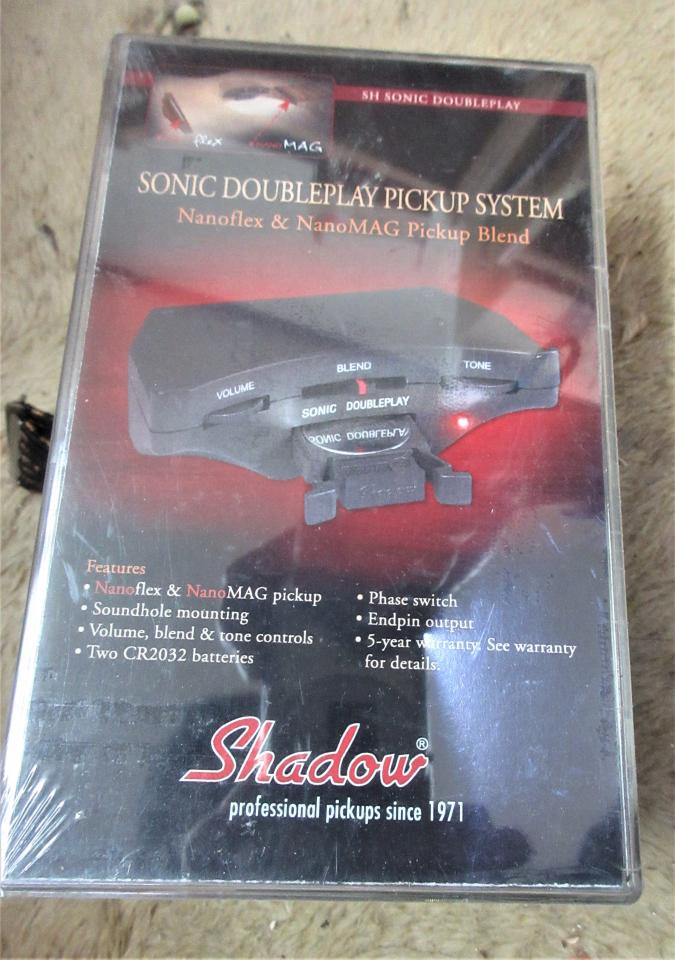 SH SONIC DOUBLEPLAY
flex
NANOMAG
SONIC DOUBLEPLAY PICKUP SYSTEM
Nanoflex & NanoMAG Pickup Blend
VOLUME
BLEND
TONE
SONIC DOUBLEPLAY
SONIC DOUBLEPLAY
Shadow
Features
• Nanoflex & NanoMAG pickup
• Soundhole mounting
• Volume, blend & tone controls
• Two CR2032 batteries
• Phase switch
• Endpin output
• 5-year warranty. See warranty
for details.
Shadow®
professional pickups since 1971